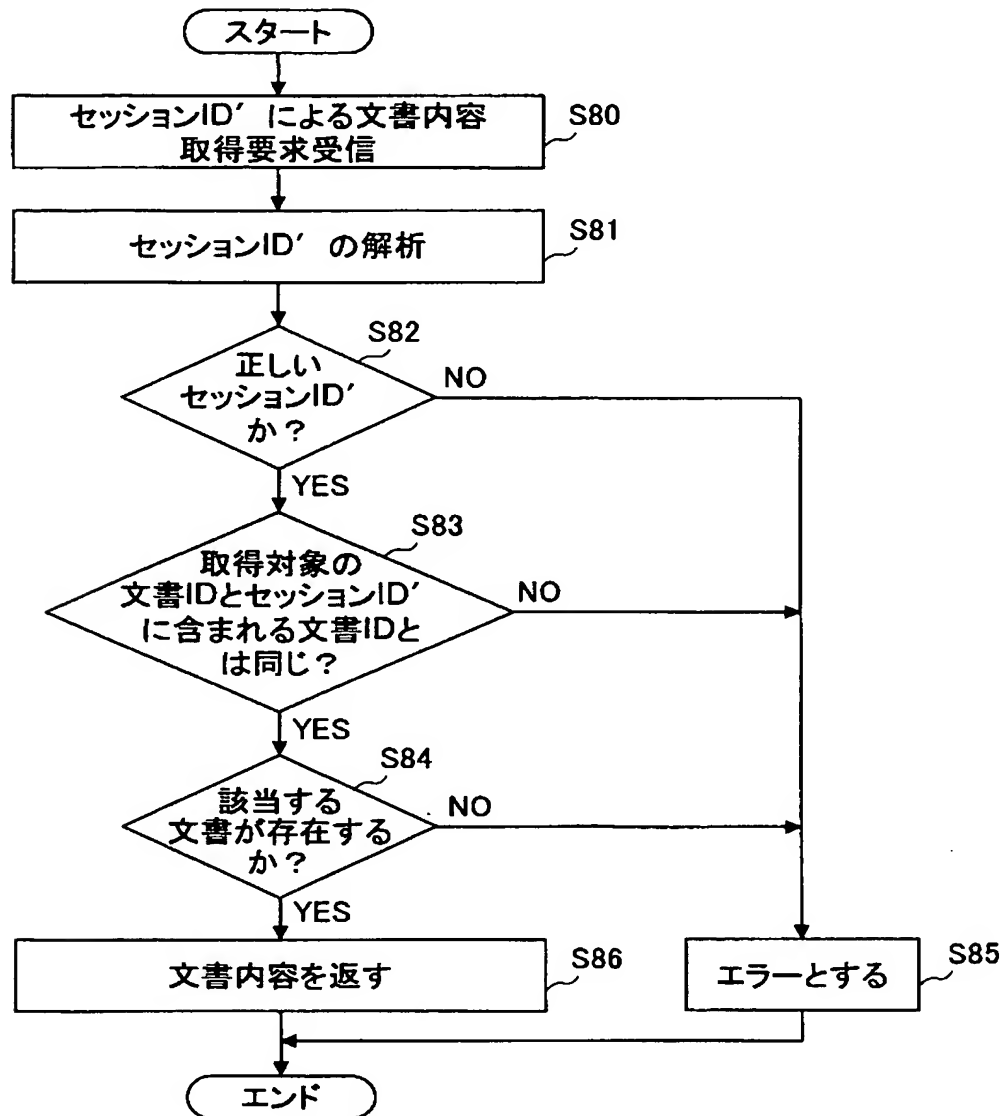 スタート
セッションID′ による文書内容
取得要求受信
S80
セッションID′ の解析
S81
S82
正しい
セッションID′
か？
NO
YES
S83
取得対象の
文書IDとセッションID′
に含まれる文書IDと
は同じ？
NO
YES
S84
該当する
文書が存在する
か？
NO
YES
文書内容を返す
S86
エラーとする
S85
エンド